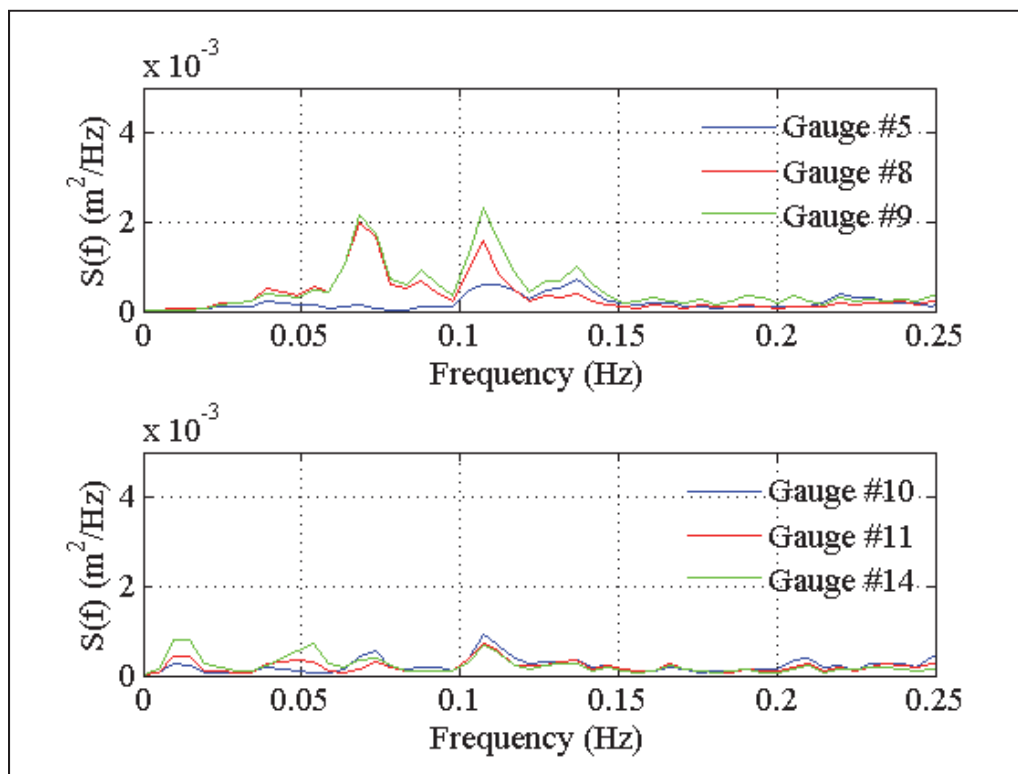 x 10^-3
S(f) (m^2/Hz)
4
2
0
Gauge #5
Gauge #8
Gauge #9
0 0.05 0.1 0.15 0.2 0.25
Frequency (Hz)
x 10^-3
S(f) (m^2/Hz)
4
2
0
Gauge #10
Gauge #11
Gauge #14
0 0.05 0.1 0.15 0.2 0.25
Frequency (Hz)